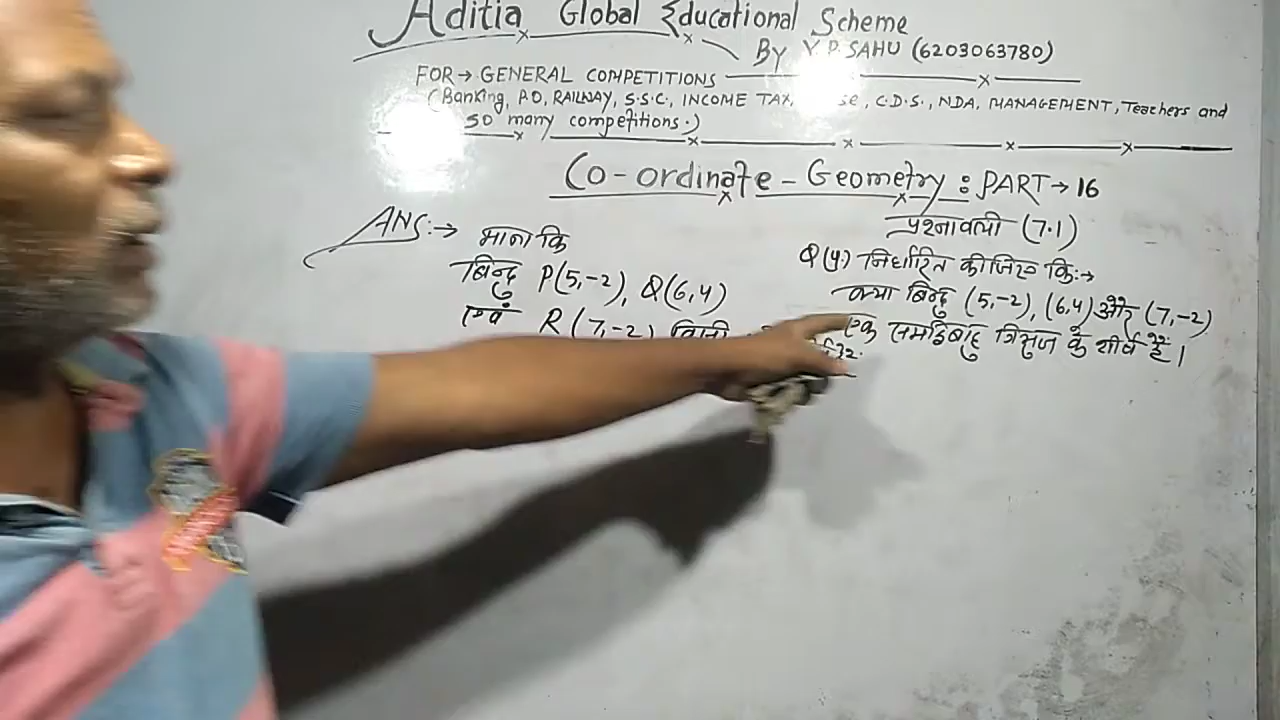 Aditia Global Educational Scheme
By Y.P. SAHU (6203063780)
FOR → GENERAL COMPETITIONS
(Banking, P.O, RAILWAY, S.S.C., INCOME TAX, C.D.S., NDA, MANAGEMENT, Teachers and
so many competitions.)
Co-ordinate-Geometry: PART → 16
प्रश्नावली (7.1)
Q(4) निर्धारित कीजिए कि:→
क्या बिन्दु (5,-2), (6,4) और (7,-2)
एक समद्विबाहु त्रिभुज के शीर्ष हैं।
ANS:→ माना कि
बिन्दु P(5,-2), Q(6,4)
एवं R(7,-2) किसी